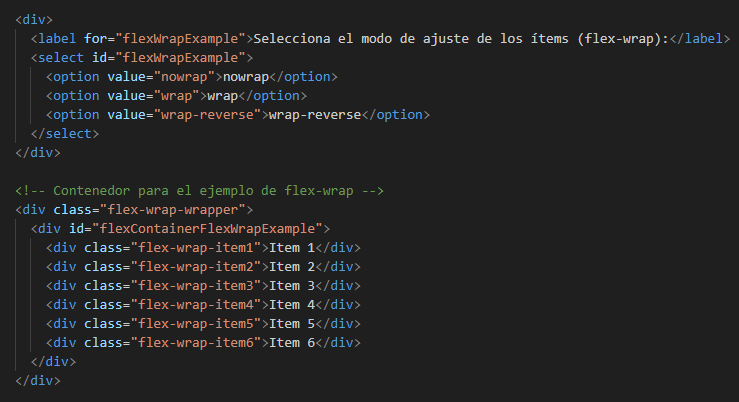 <div>
<label for="flexWrapExample">Selecciona el modo de ajuste de los ítems (flex-wrap):</label>
<select id="flexWrapExample">
<option value="nowrap">nowrap</option>
<option value="wrap">wrap</option>
<option value="wrap-reverse">wrap-reverse</option>
</select>
</div>
<!-- Contenedor para el ejemplo de flex-wrap -->
<div class="flex-wrap-wrapper">
<div id="flexContainerFlexWrapExample">
<div class="flex-wrap-item1">Item 1</div>
<div class="flex-wrap-item2">Item 2</div>
<div class="flex-wrap-item3">Item 3</div>
<div class="flex-wrap-item4">Item 4</div>
<div class="flex-wrap-item5">Item 5</div>
<div class="flex-wrap-item6">Item 6</div>
</div>
</div>